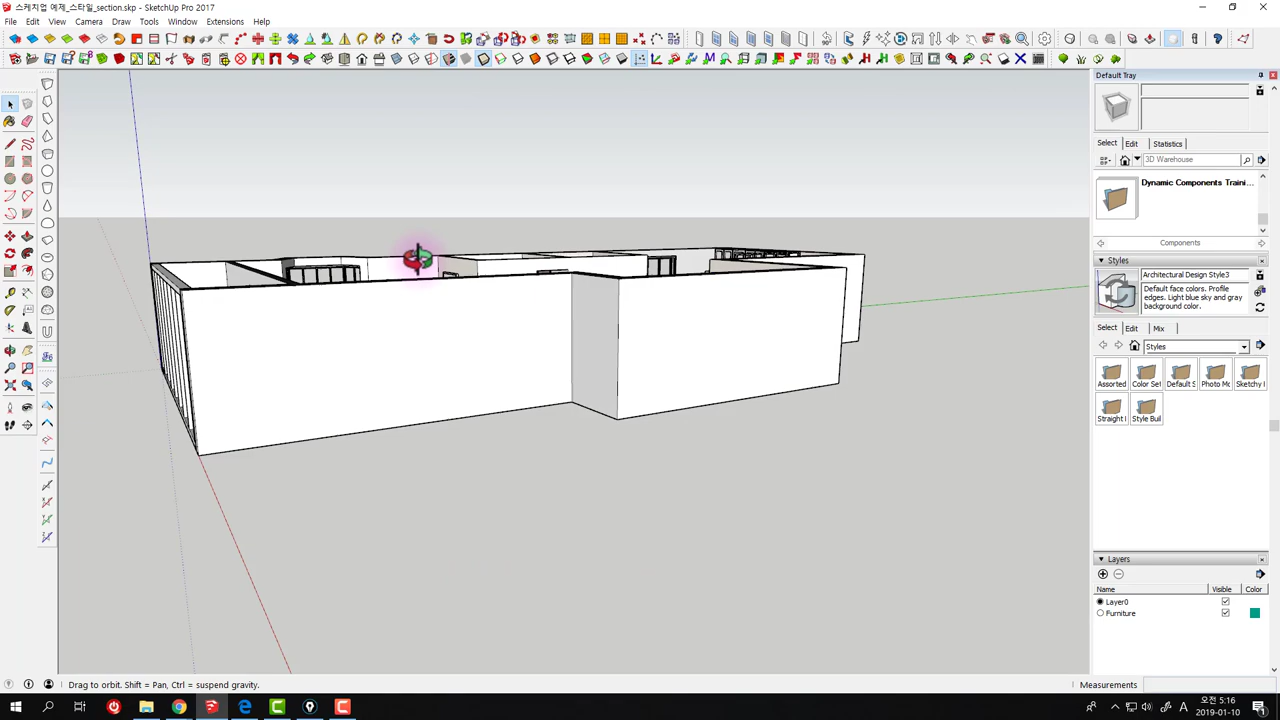 스케치업 예제_스타일_section.skp - SketchUp Pro 2017
File Edit View Camera Draw Tools Window Extensions Help
Default Tray
Select Edit Statistics
3D Warehouse
Dynamic Components Traini...
Components
Styles
Architectural Design Style3
Default face colors. Profile
edges. Light blue sky and gray
background color.
Select Edit Mix
Styles
Assorted Color Set Default S Photo Mo Sketchy I
Straight l Style Buil
Layers
Name Visible Color
Layer0
Furniture
Drag to orbit. Shift = Pan, Ctrl = suspend gravity.
Measurements
A 오전 5:16
2019-01-10